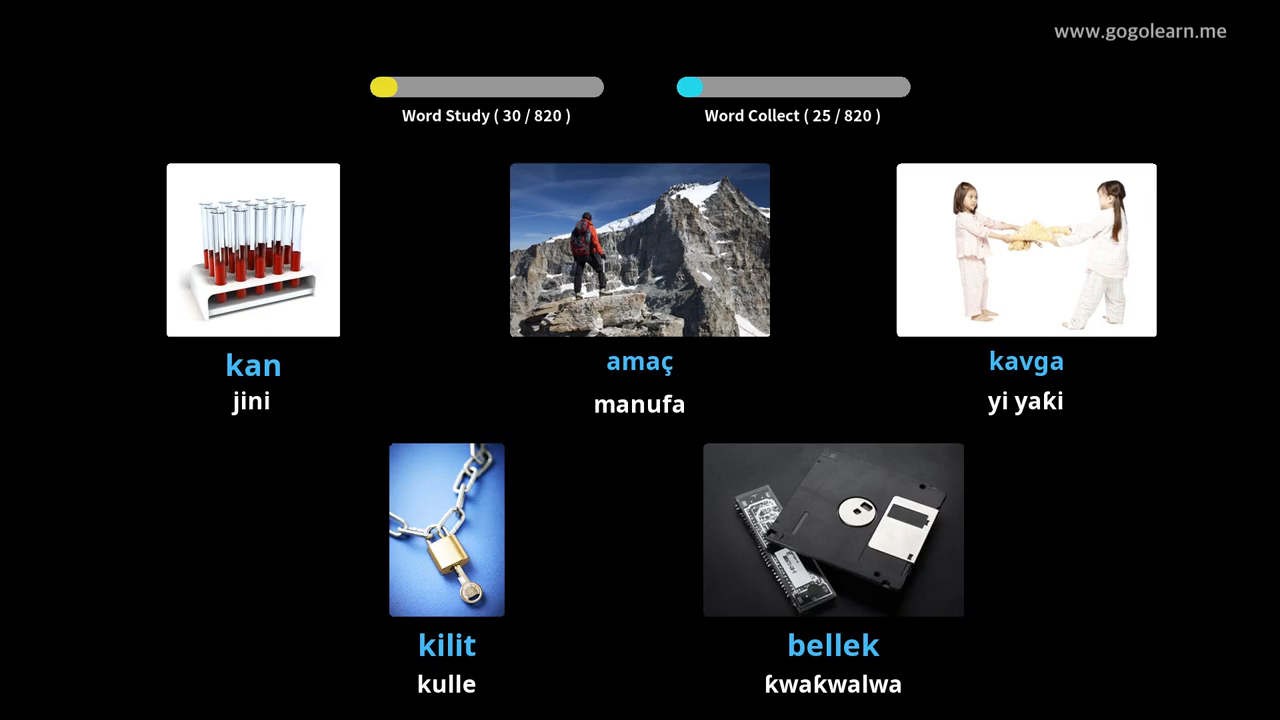 www.gogolearn.me
Word Study ( 30 / 820 )
Word Collect ( 25 / 820 )
kan
jini
amaç
manufa
kavga
yi yaƙi
kilit
kulle
bellek
ƙwaƙwalwa